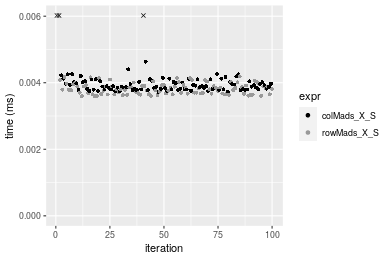 0.006
0.004
0.002
0.000
time (ms)
0
25
50
75
100
iteration
expr
colMads_X_S
rowMads_X_S